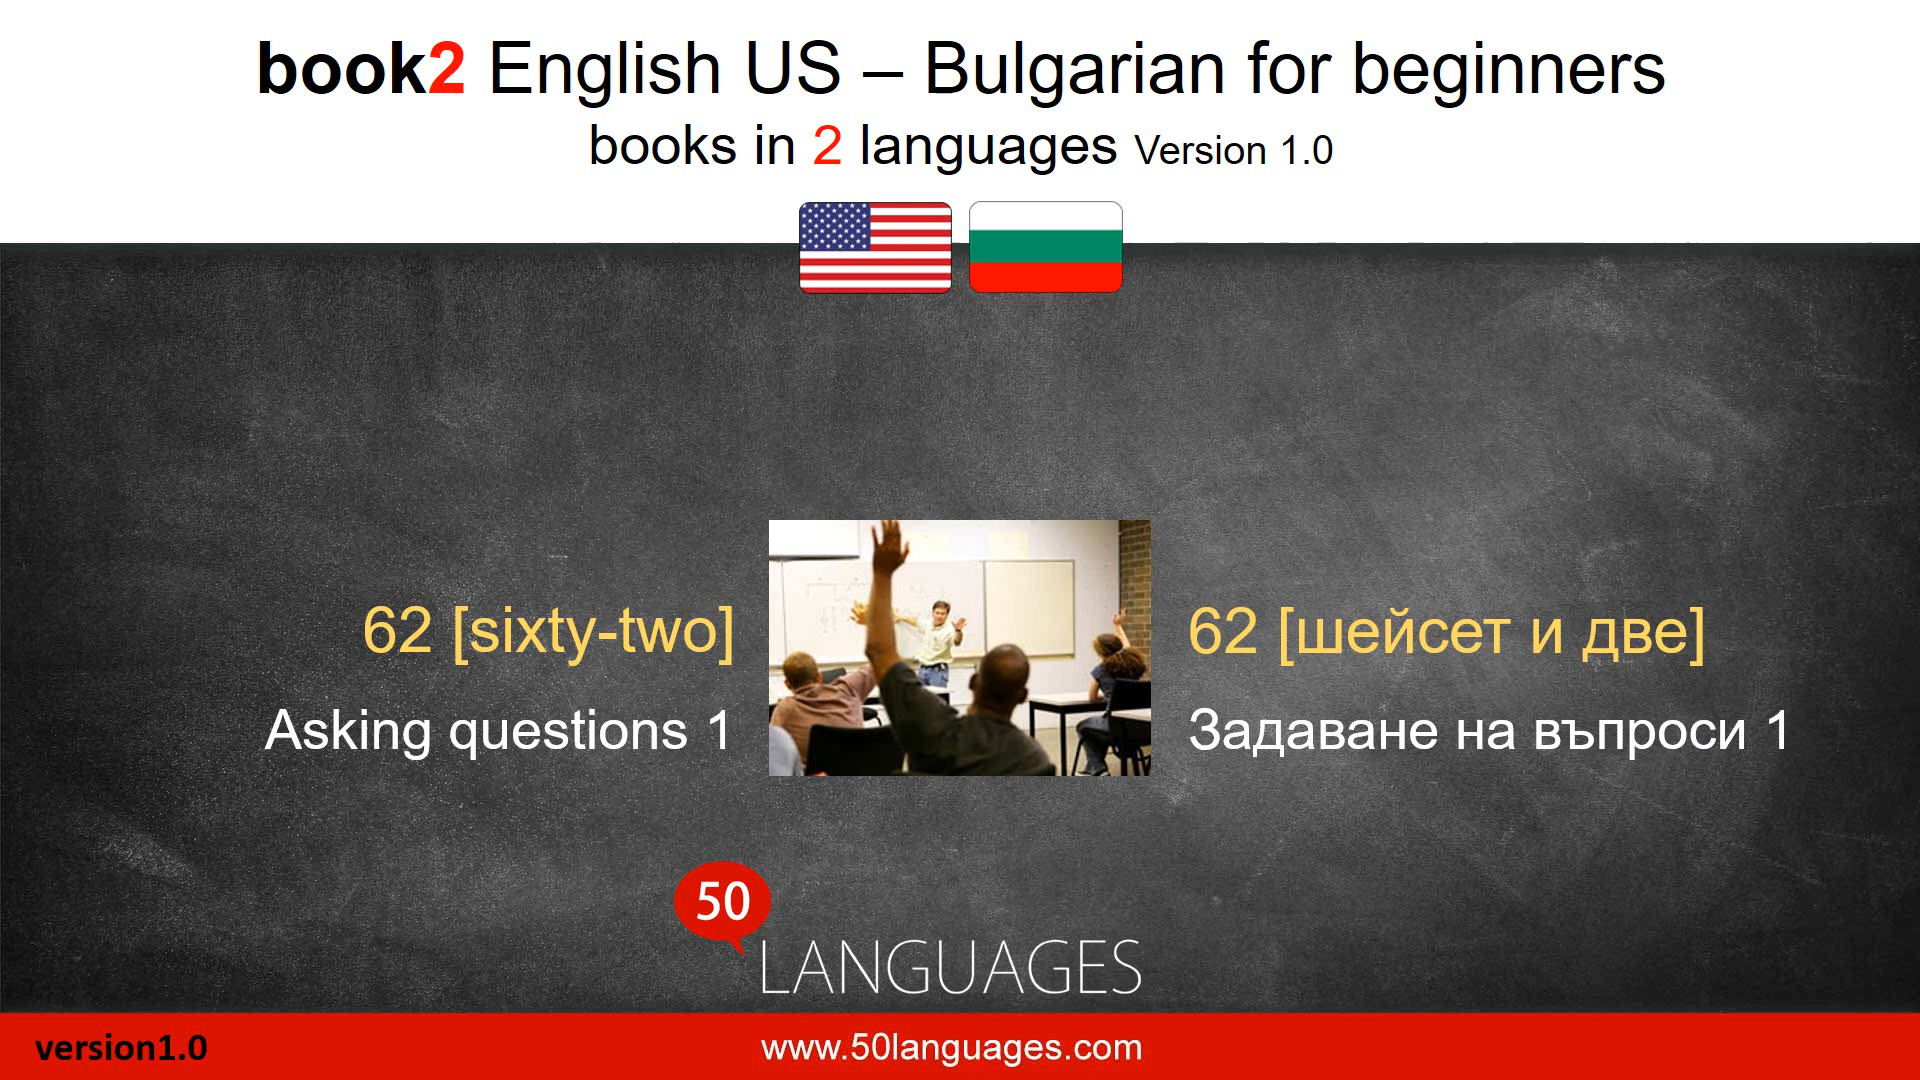 book2 English US – Bulgarian for beginners
books in 2 languages Version 1.0
62 [sixty-two]
Asking questions 1
62 [шейсет и две]
Задаване на въпроси 1
50
LANGUAGES
version1.0
www.50languages.com